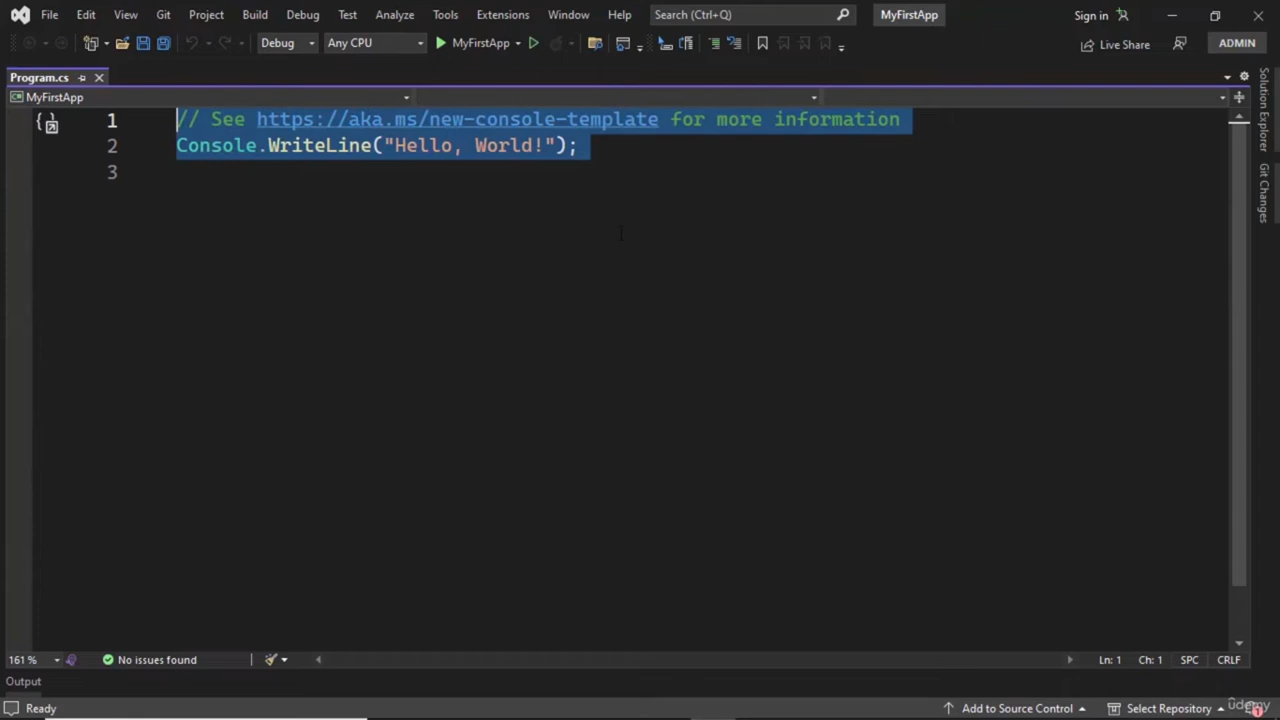 File Edit View Git Project Build Debug Test Analyze Tools Extensions Window Help Search (Ctrl+Q) MyFirstApp Sign in
Debug Any CPU MyFirstApp Live Share ADMIN
Program.cs
MyFirstApp
1 // See https://aka.ms/new-console-template for more information
2 Console.WriteLine("Hello, World!");
3
Solution Explorer
Git Changes
161 % No issues found Ln: 1 Ch: 1 SPC CRLF
Output
Ready Add to Source Control Select Repository 1
udemy